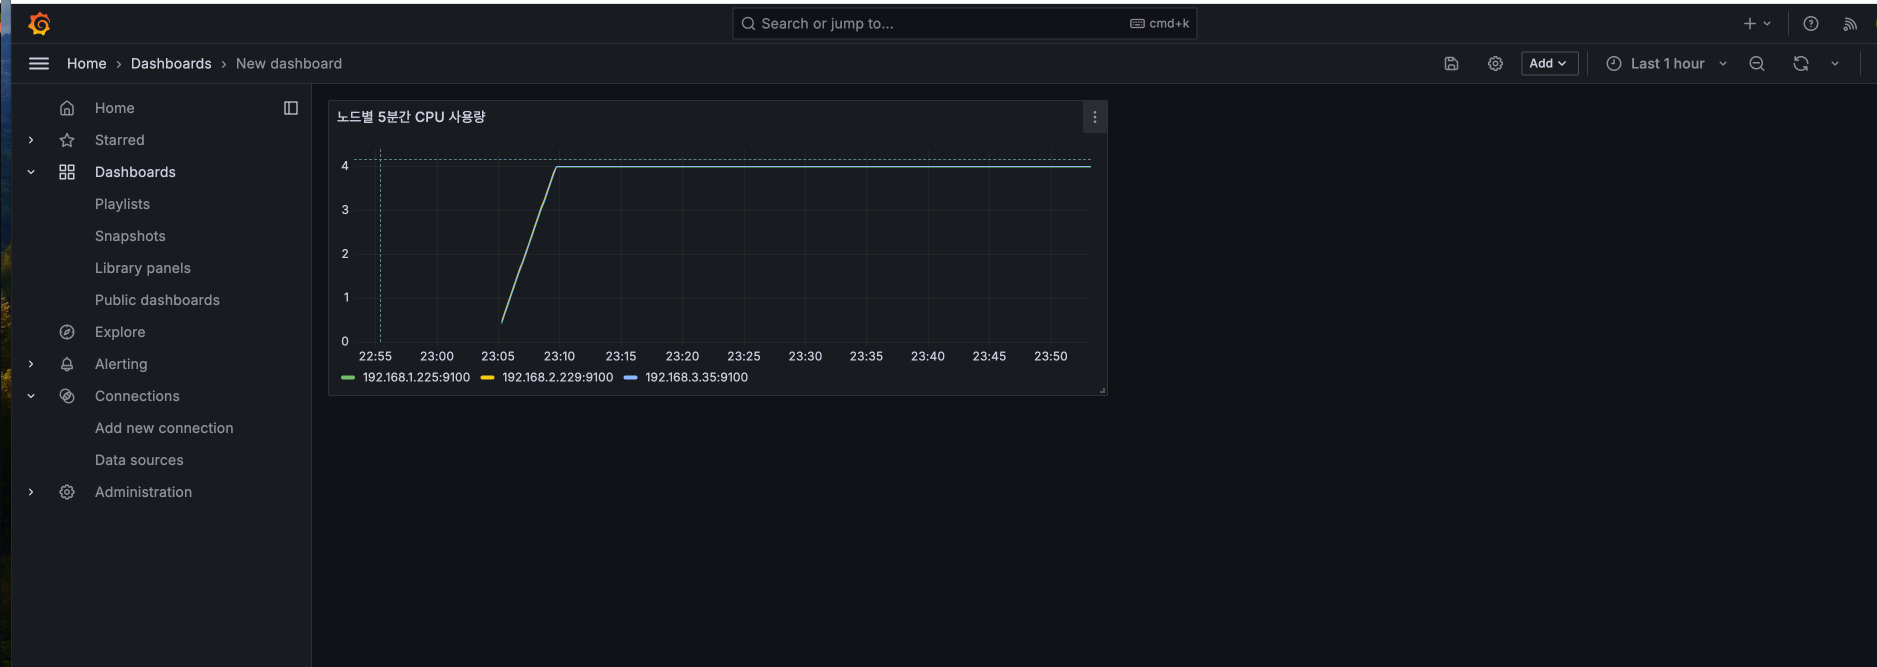 Search or jump to... cmd+k
Home › Dashboards › New dashboard
Add Last 1 hour
Home
Starred
Dashboards
Playlists
Snapshots
Library panels
Public dashboards
Explore
Alerting
Connections
Add new connection
Data sources
Administration
노드별 5분간 CPU 사용량
4
3
2
1
0
22:55 23:00 23:05 23:10 23:15 23:20 23:25 23:30 23:35 23:40 23:45 23:50
192.168.1.225:9100 192.168.2.229:9100 192.168.3.35:9100